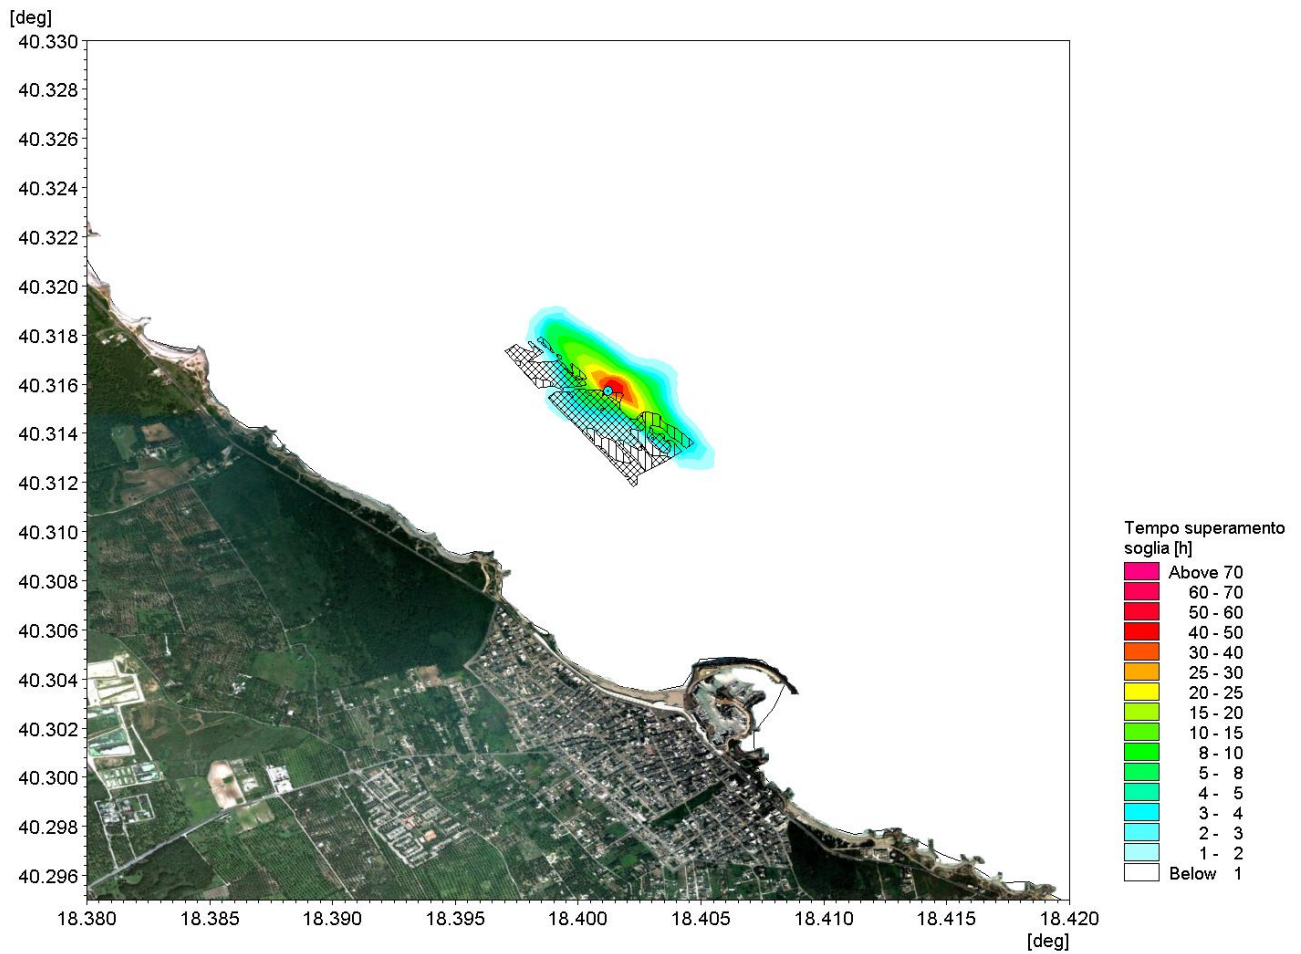 [deg]
40.330
40.328
40.326
40.324
40.322
40.320
40.318
40.316
40.314
40.312
40.310
40.308
40.306
40.304
40.302
40.300
40.298
40.296
18.380 18.385 18.390 18.395 18.400 18.405 18.410 18.415 18.420
[deg]
Tempo superamento
soglia [h]
Above 70
60 - 70
50 - 60
40 - 50
30 - 40
25 - 30
20 - 25
15 - 20
10 - 15
8 - 10
5 - 8
4 - 5
3 - 4
2 - 3
1 - 2
Below 1